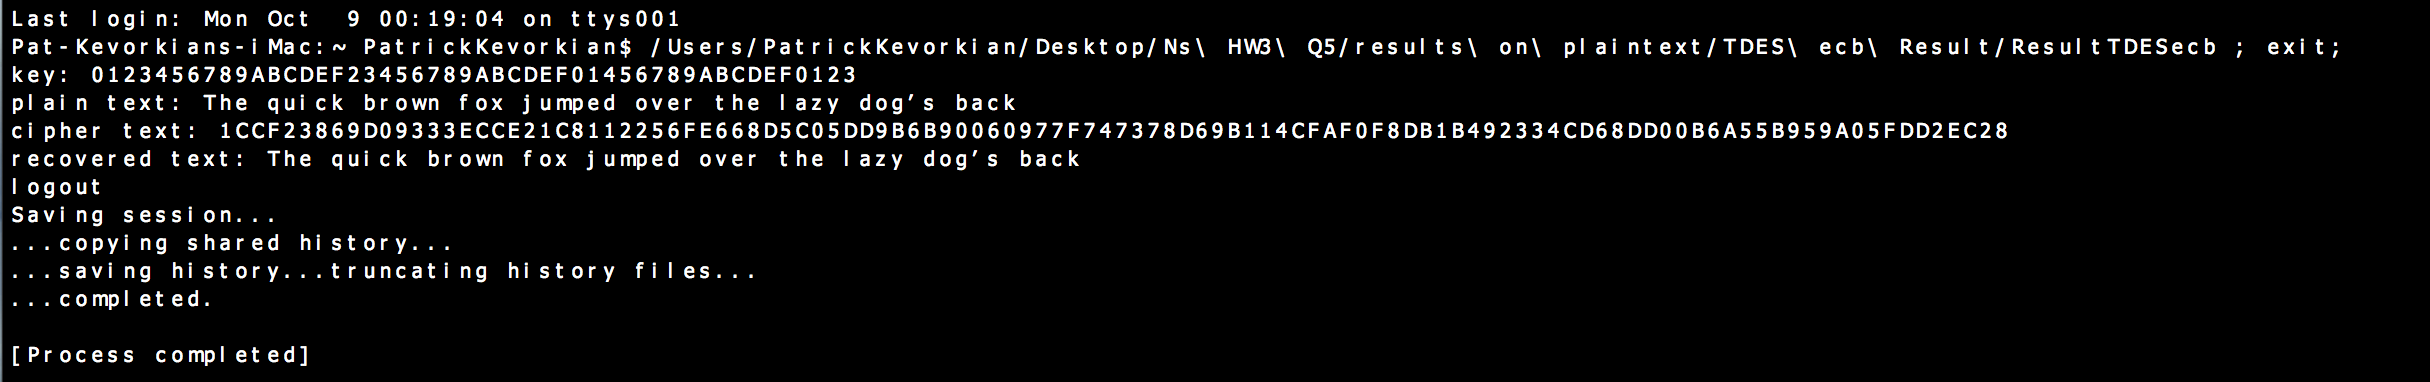 Last login: Mon Oct  9 00:19:04 on ttys001
Pat-Kevorkians-iMac:~ PatrickKevorkian$ /Users/PatrickKevorkian/Desktop/Ns\ HW3\ Q5/results\ on\ plaintext/TDES\ ecb\ Result/ResultTDESecb ; exit;
key: 0123456789ABCDEF23456789ABCDEF01456789ABCDEF0123
plain text: The quick brown fox jumped over the lazy dog’s back
cipher text: 1CCF23869D09333ECCE21C8112256FE668D5C05DD9B6B90060977F747378D69B114CFAF0F8DB1B492334CD68DD00B6A55B959A05FDD2EC28
recovered text: The quick brown fox jumped over the lazy dog’s back
logout
Saving session...
...copying shared history...
...saving history...truncating history files...
...completed.
[Process completed]